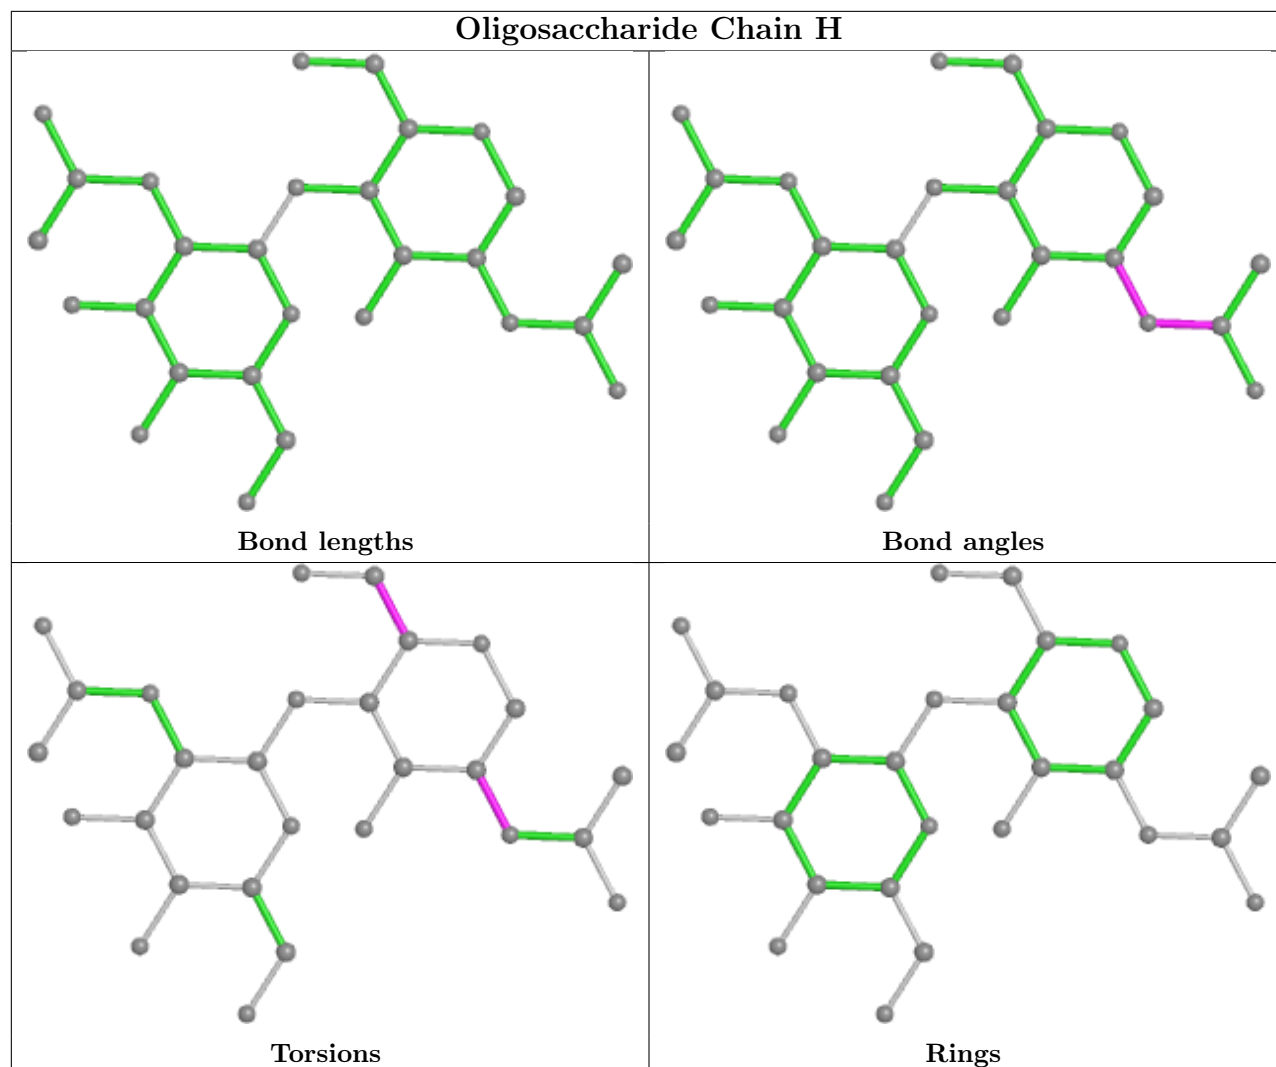 Oligosaccharide Chain H
Bond lengths
Bond angles
Torsions
Rings